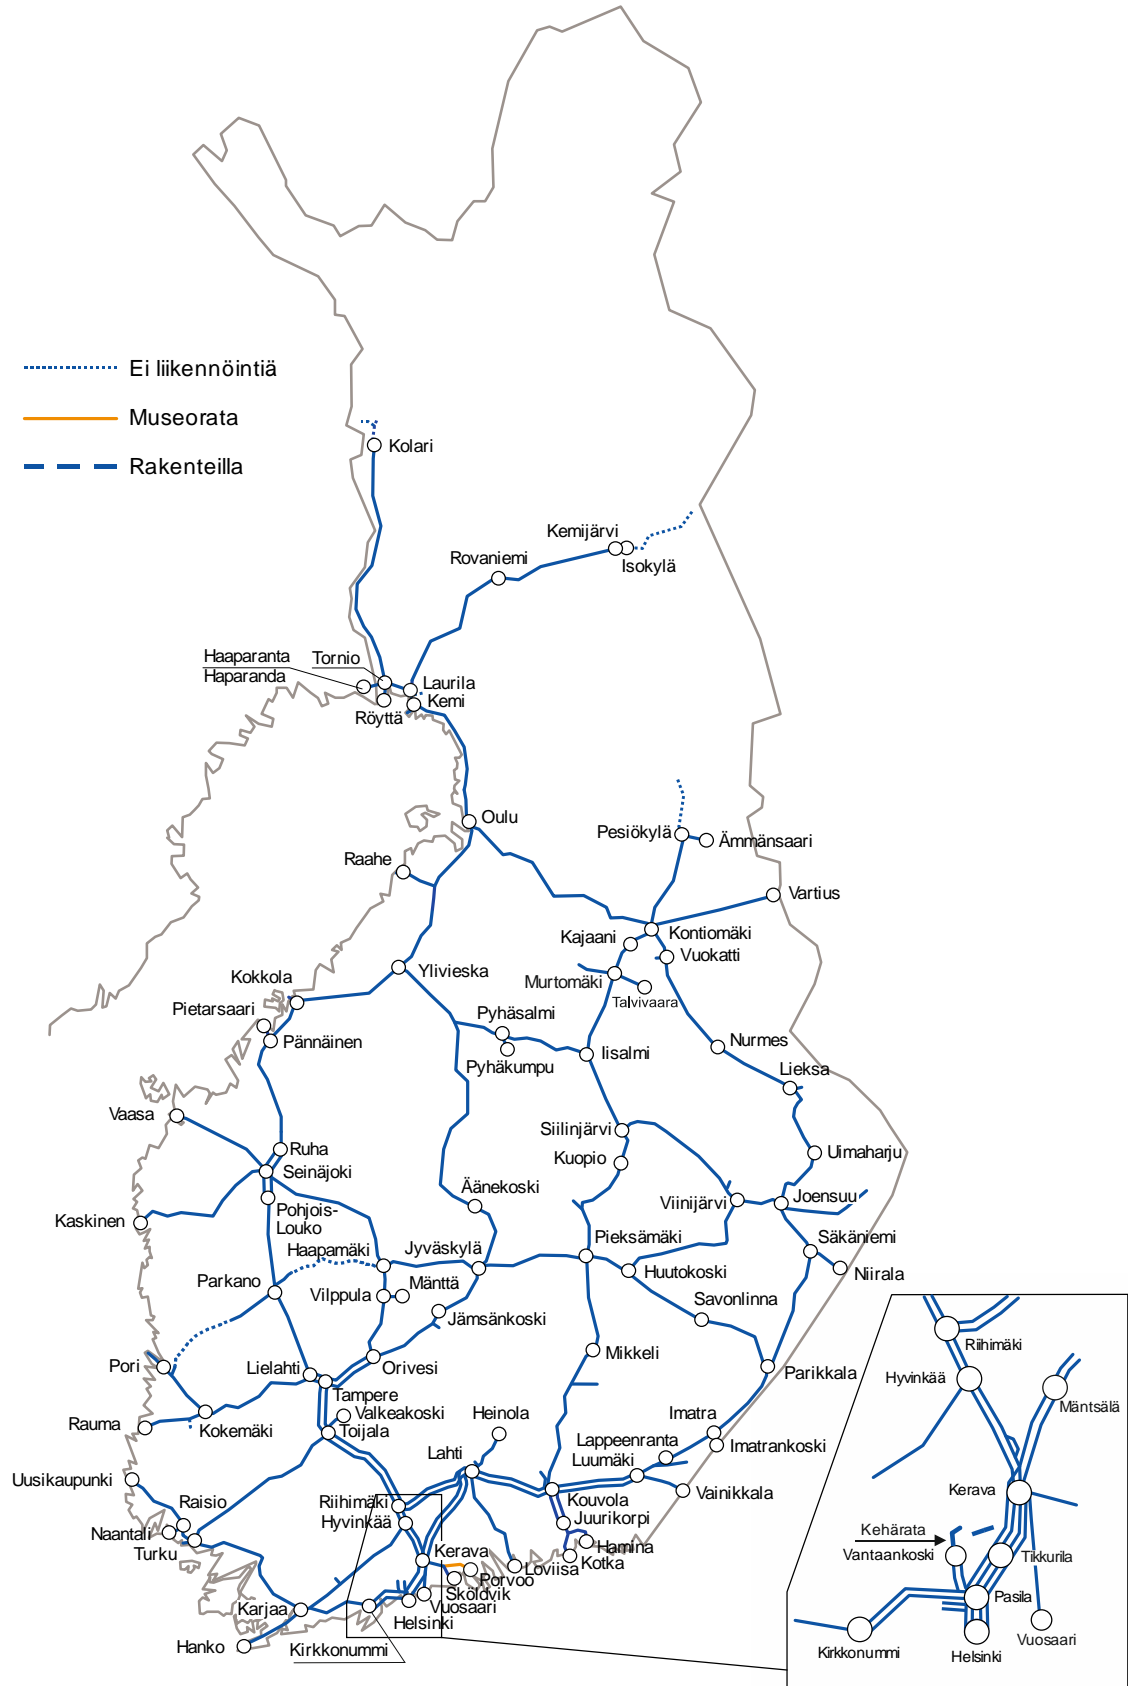 Ei liikennöintiä
Museorata
Rakenteilla
Kolari
Kemijärvi
Isokylä
Rovaniemi
Haaparanta
Haparanda
Tornio
Laurila
Kemi
Röyttä
Oulu
Pesiökylä
Ämmänsaari
Raahe
Vartius
Kontiomäki
Kajaani
Vuokatti
Ylivieska
Murtomäki
Talvivaara
Kokkola
Pietarsaari
Pännäinen
Pyhäsalmi
Pyhäkumpu
Iisalmi
Nurmes
Lieksa
Vaasa
Siilinjärvi
Kuopio
Uimaharju
Ruha
Seinäjoki
Pohjois-
Louko
Äänekoski
Viinijärvi
Joensuu
Kaskinen
Haapamäki
Jyväskylä
Pieksämäki
Säkäniemi
Niirala
Huutokoski
Parkano
Vilppula
Mänttä
Jämsänkoski
Savonlinna
Pori
Lielahti
Orivesi
Mikkeli
Parikkala
Tampere
Valkeakoski
Toijala
Rauma
Kokemäki
Heinola
Imatra
Imatrankoski
Lahti
Lappeenranta
Luumäki
Vainikkala
Uusikaupunki
Raisio
Naantali
Turku
Riihimäki
Hyvinkää
Kouvola
Juurikorpi
Hamina
Kotka
Loviisa
Kerava
Porvoo
Sköldvik
Vuosaari
Helsinki
Karjaa
Hanko
Kirkkonummi
Riihimäki
Hyvinkää
Mäntsälä
Kerava
Kehärata
Vantaankoski
Tikkurila
Pasila
Kirkkonummi
Helsinki
Vuosaari